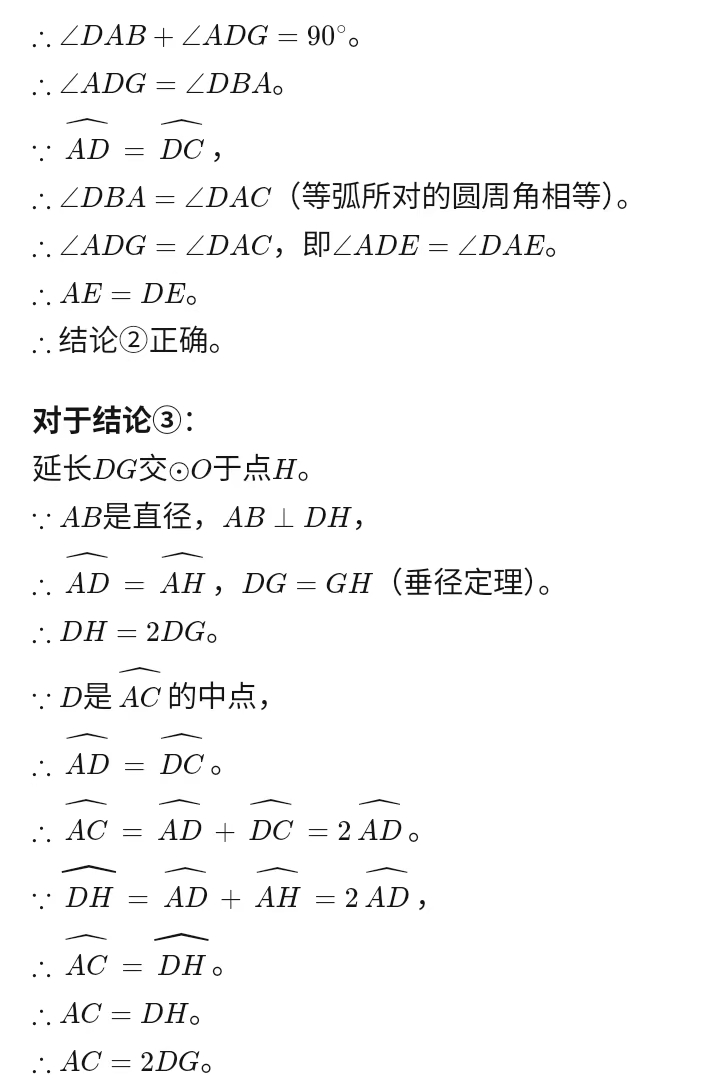 ∴ ∠DAB + ∠ADG = 90°。
∴ ∠ADG = ∠DBA。
∵ ⌒AD = ⌒DC，
∴ ∠DBA = ∠DAC（等弧所对的圆周角相等）。
∴ ∠ADG = ∠DAC，即∠ADE = ∠DAE。
∴ AE = DE。
∴ 结论②正确。
对于结论③：
延长DG交⊙O于点H。
∵ AB是直径，AB ⊥ DH，
∴ ⌒AD = ⌒AH，DG = GH（垂径定理）。
∴ DH = 2DG。
∵ D是⌒AC的中点，
∴ ⌒AD = ⌒DC。
∴ ⌒AC = ⌒AD + ⌒DC = 2⌒AD。
∵ ⌒DH = ⌒AD + ⌒AH = 2⌒AD，
∴ ⌒AC = ⌒DH。
∴ AC = DH。
∴ AC = 2DG。